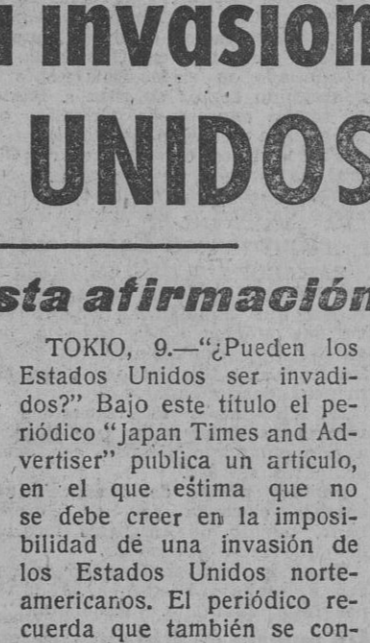 invasion
UNIDOS
sta afirmación
TOKIO, 9.—“¿Pueden los
Estados Unidos ser invadi-
dos?” Bajo este título el pe-
riódico “Japan Times and Ad-
vertiser” publica un artículo,
en el que estima que no
se debe creer en la imposi-
bilidad de una invasión de
los Estados Unidos norte-
americanos. El periódico re-
cuerda que también se con-